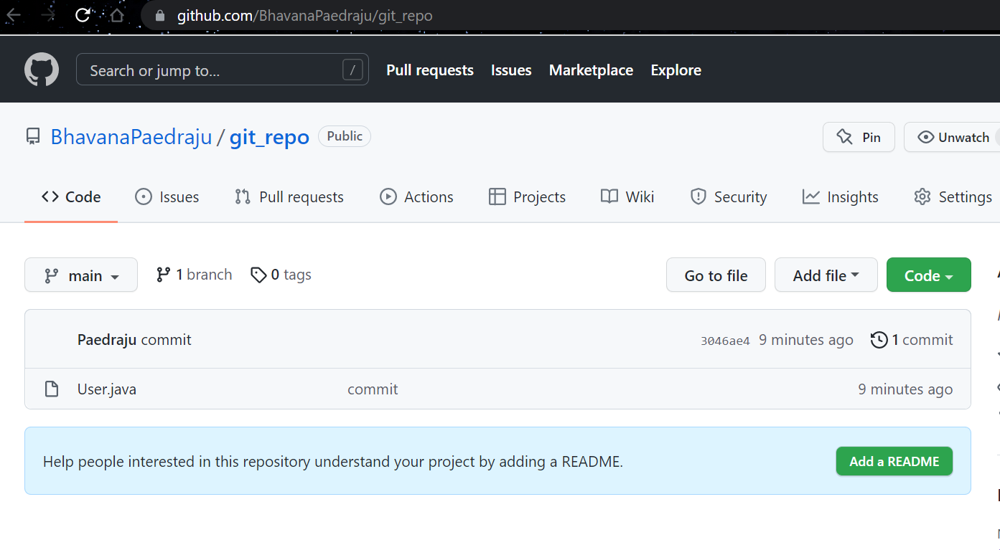 github.com/BhavanaPaedraju/git_repo
Search or jump to... / Pull requests Issues Marketplace Explore
BhavanaPaedraju / git_repo Public Pin Unwatch
Code Issues Pull requests Actions Projects Wiki Security Insights Settings
main 1 branch 0 tags Go to file Add file Code
Paedraju commit 3046ae4 9 minutes ago 1 commit
User.java commit 9 minutes ago
Help people interested in this repository understand your project by adding a README. Add a README